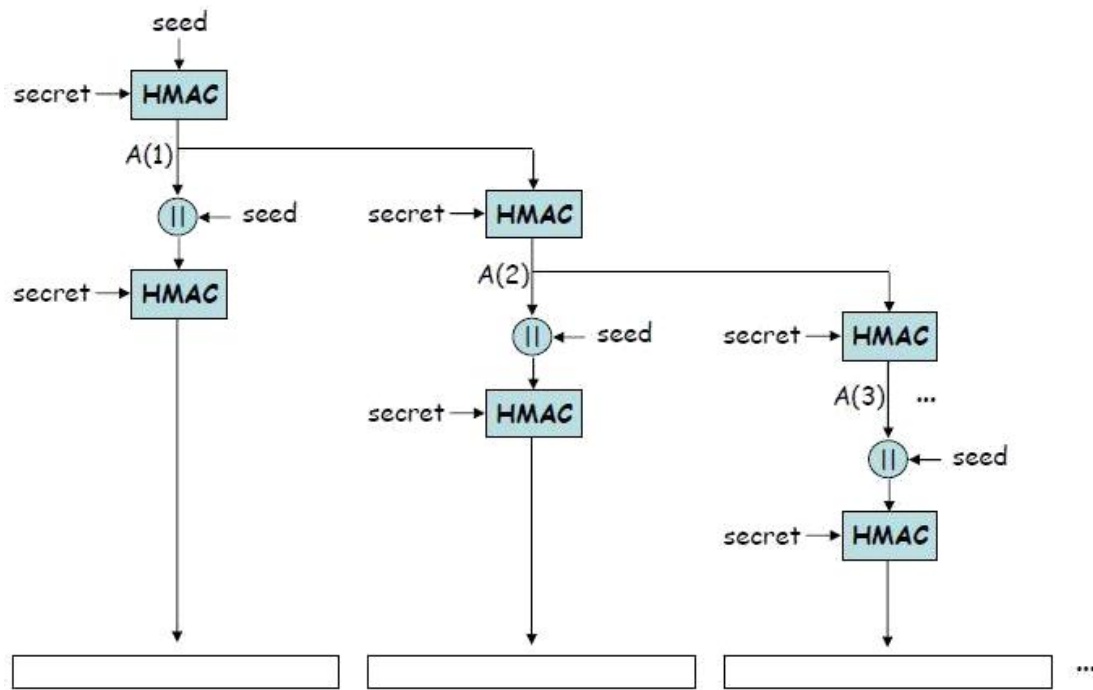 seed
secret HMAC
A(1)
|| seed
secret HMAC
A(2)
|| seed
secret HMAC
secret HMAC
secret HMAC
A(3) ...
|| seed
secret HMAC
...